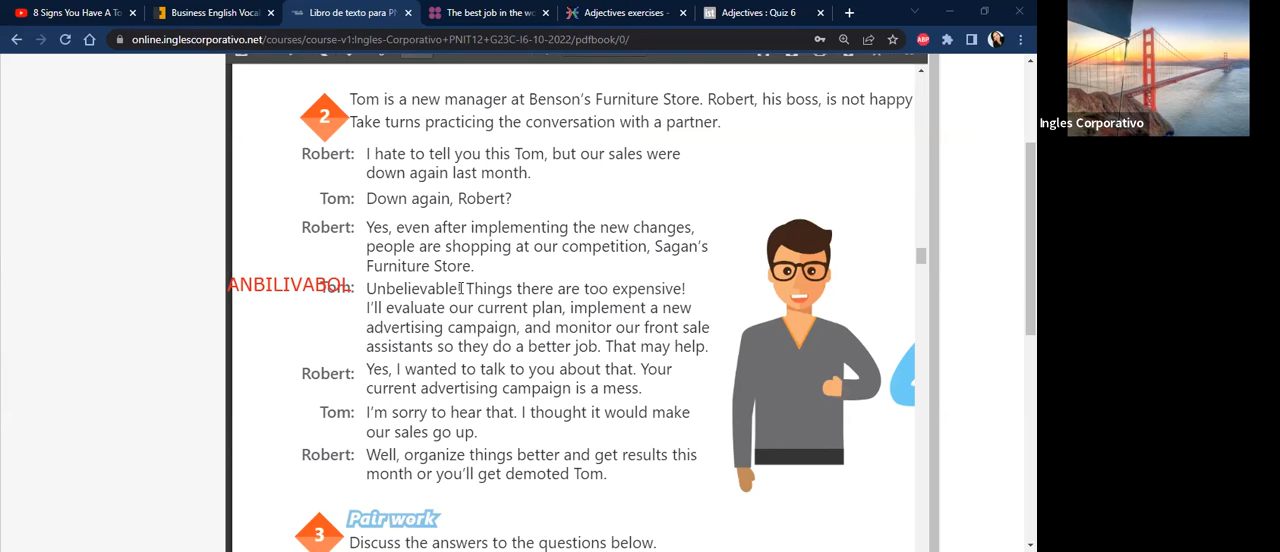 8 Signs You Have A To
Business English Vocab
Libro de texto para PN
The best job in the wo
Adjectives exercises -
ist
Adjectives : Quiz 6
online.inglescorporativo.net/courses/course-v1:Ingles-Corporativo+PNIT12+G23C-I6-10-2022/pdfbook/0/
ABP
Ingles Corporativo
2
Tom is a new manager at Benson's Furniture Store. Robert, his boss, is not happy
Take turns practicing the conversation with a partner.
Robert: I hate to tell you this Tom, but our sales were
down again last month.
Tom: Down again, Robert?
Robert: Yes, even after implementing the new changes,
people are shopping at our competition, Sagan's
Furniture Store.
ANBILIVABOL
Tom: Unbelievable! Things there are too expensive!
I'll evaluate our current plan, implement a new
advertising campaign, and monitor our front sale
assistants so they do a better job. That may help.
Robert: Yes, I wanted to talk to you about that. Your
current advertising campaign is a mess.
Tom: I'm sorry to hear that. I thought it would make
our sales go up.
Robert: Well, organize things better and get results this
month or you'll get demoted Tom.
3
Pair work
Discuss the answers to the questions below.